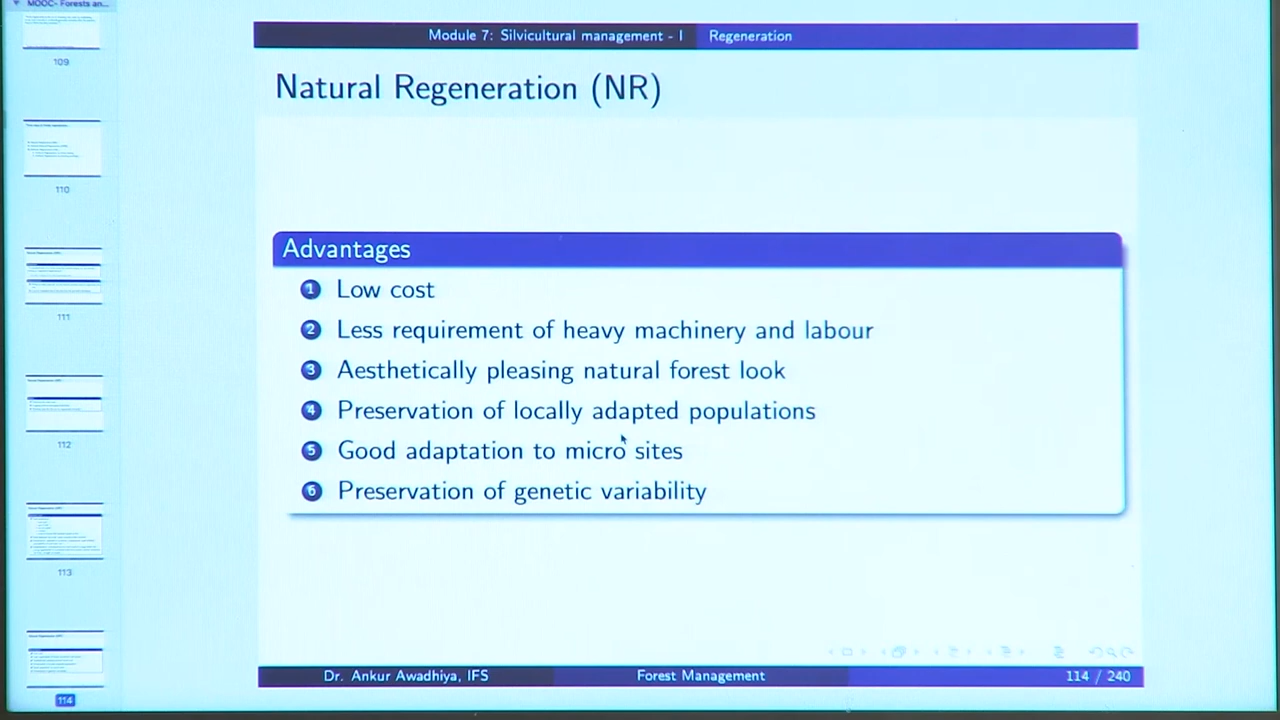 MOOC- Forests an...
109
110
111
112
113
114
Module 7: Silvicultural management - I
Regeneration
Natural Regeneration (NR)
Advantages
1 Low cost
2 Less requirement of heavy machinery and labour
3 Aesthetically pleasing natural forest look
4 Preservation of locally adapted populations
5 Good adaptation to micro sites
6 Preservation of genetic variability
Dr. Ankur Awadhiya, IFS
Forest Management
114 / 240